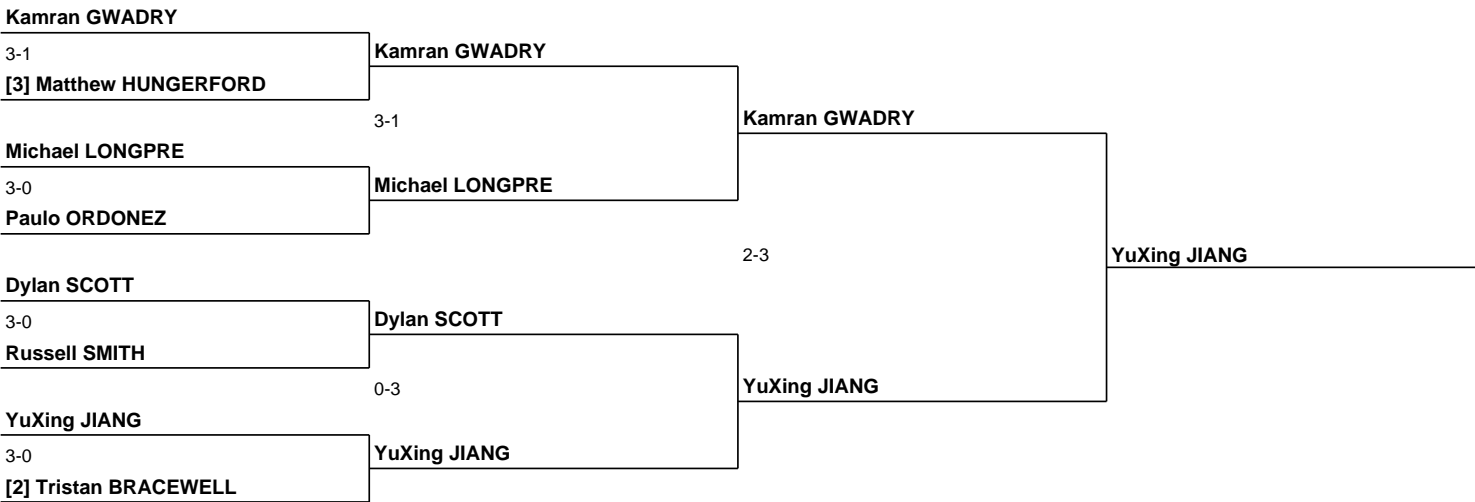 Kamran GWADRY
3-1
Kamran GWADRY
[3] Matthew HUNGERFORD
3-1
Kamran GWADRY
Michael LONGPRE
3-0
Michael LONGPRE
Paulo ORDONEZ
2-3
YuXing JIANG
Dylan SCOTT
3-0
Dylan SCOTT
Russell SMITH
0-3
YuXing JIANG
YuXing JIANG
3-0
YuXing JIANG
[2] Tristan BRACEWELL